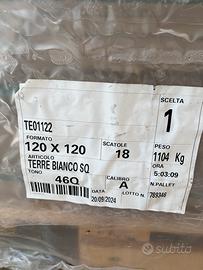 SCELTA
1
TE01122
FORMATO
120 X 120
SCATOLE
18
PESO
1104 Kg
ARTICOLO
TERRE BIANCO SQ
ORA
5:03:09
TONO
46Q
CALIBRO
A
N.PALLET
DATA
20/09/2024
LOTTO N.
789348
subito